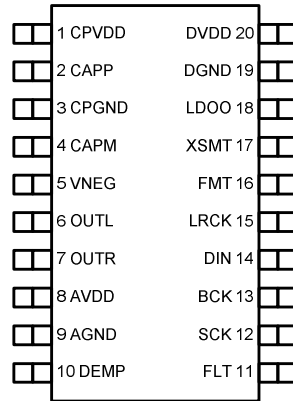 1 CPVDD DVDD 20
2 CAPP DGND 19
3 CPGND LDOO 18
4 CAPM XSMT 17
5 VNEG FMT 16
6 OUTL LRCK 15
7 OUTR DIN 14
8 AVDD BCK 13
9 AGND SCK 12
10 DEMP FLT 11